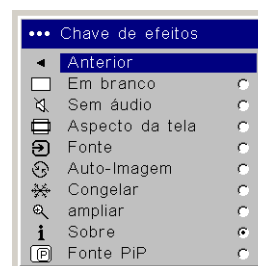 ••• Chave de efeitos
Anterior
Em branco
Sem áudio
Aspecto da tela
Fonte
Auto-Imagem
Congelar
ampliar
Sobre
Fonte PiP